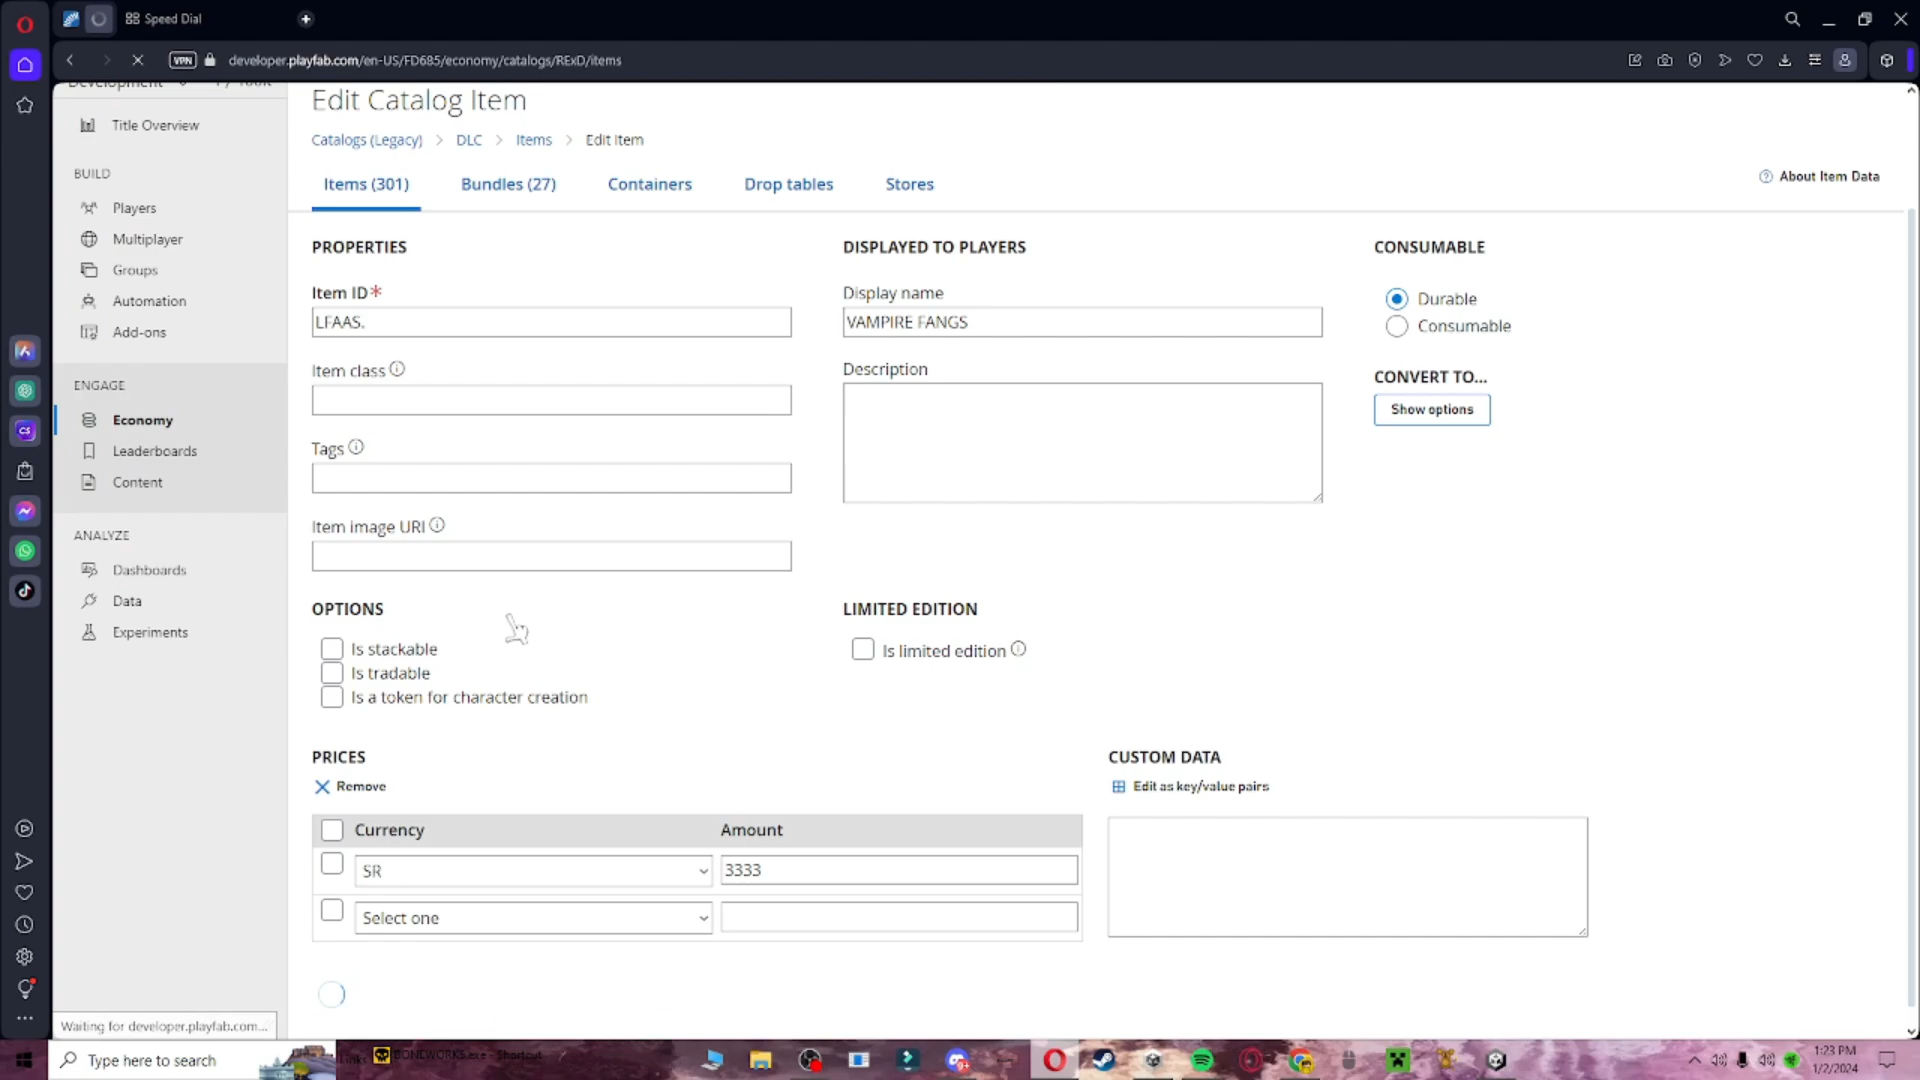 Speed Dial
VPN
developer.playfab.com/en-US/FD685/economy/catalogs/RExD/items
Development
Edit Catalog Item
Title Overview
Catalogs (Legacy) > DLC > Items > Edit Item
BUILD
Items (301)
Bundles (27)
Containers
Drop tables
Stores
About Item Data
Players
Multiplayer
Groups
Automation
Add-ons
PROPERTIES
DISPLAYED TO PLAYERS
CONSUMABLE
Item ID*
Display name
Durable
LFAAS.
VAMPIRE FANGS
Consumable
Item class
Description
CONVERT TO...
Show options
ENGAGE
Economy
Leaderboards
Content
Tags
Item image URI
ANALYZE
Dashboards
Data
Experiments
OPTIONS
LIMITED EDITION
Is stackable
Is limited edition
Is tradable
Is a token for character creation
PRICES
CUSTOM DATA
Remove
Edit as key/value pairs
Currency
Amount
SR
3333
Select one
CS
Waiting for developer.playfab.com...
Type here to search
BONEWORKS.exe - Shortcut
1:23 PM
1/2/2024